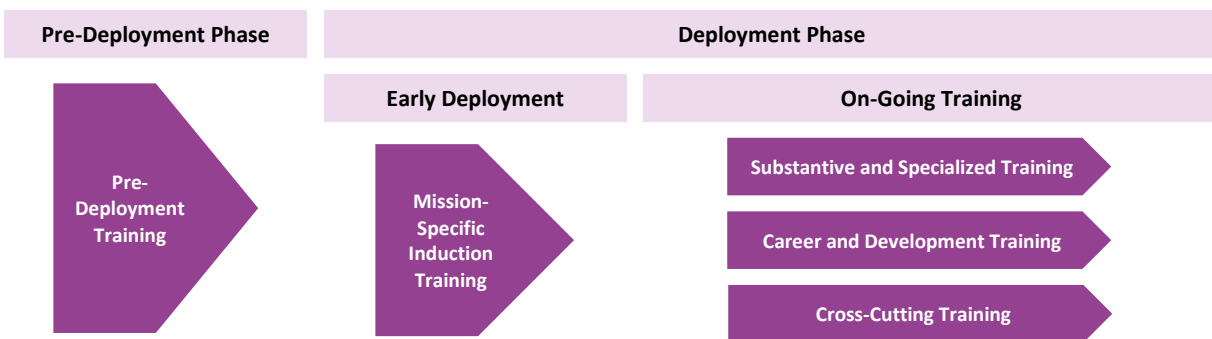 Pre-Deployment Phase
Deployment Phase
Early Deployment
On-Going Training
Pre-
Deployment
Training
Mission-
Specific
Induction
Training
Substantive and Specialized Training
Career and Development Training
Cross-Cutting Training